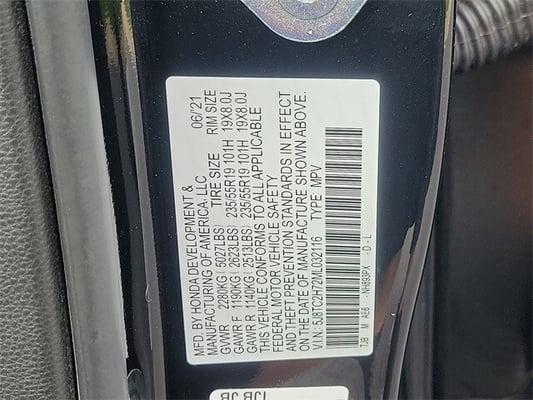 MFD. BY HONDA DEVELOPMENT & 06/'21
MANUFACTURING OF AMERICA, LLC
TIRE SIZE RIM SIZE
GVWR 2280KG (5027LBS)
GAWR F 1190KG (2623LBS) 235/55R19 101H 19X8.0J
GAWR R 1140KG (2513LBS) 235/55R19 101H 19X8.0J
THIS VEHICLE CONFORMS TO ALL APPLICABLE
FEDERAL MOTOR VEHICLE SAFETY
AND THEFT PREVENTION STANDARDS IN EFFECT
ON THE DATE OF MANUFACTURE SHOWN ABOVE.
V.I.N: 5J8TC2H72ML032116 TYPE MPV
TJB M AE6 -NHB93PX -D-L